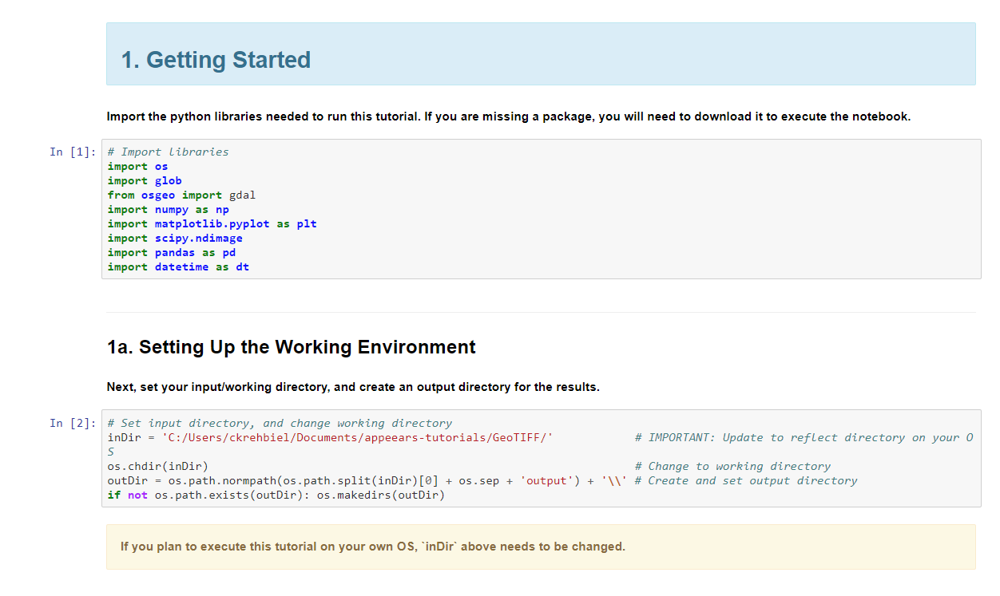 1. Getting Started
Import the python libraries needed to run this tutorial. If you are missing a package, you will need to download it to execute the notebook.
In [1]:
# Import libraries
import os
import glob
from osgeo import gdal
import numpy as np
import matplotlib.pyplot as plt
import scipy.ndimage
import pandas as pd
import datetime as dt
1a. Setting Up the Working Environment
Next, set your input/working directory, and create an output directory for the results.
In [2]:
# Set input directory, and change working directory
inDir = 'C:/Users/ckrehbiel/Documents/appeears-tutorials/GeoTIFF/' # IMPORTANT: Update to reflect directory on your O
S
os.chdir(inDir) # Change to working directory
outDir = os.path.normpath(os.path.split(inDir)[0] + os.sep + 'output') + '\\' # Create and set output directory
if not os.path.exists(outDir): os.makedirs(outDir)
If you plan to execute this tutorial on your own OS, `inDir` above needs to be changed.